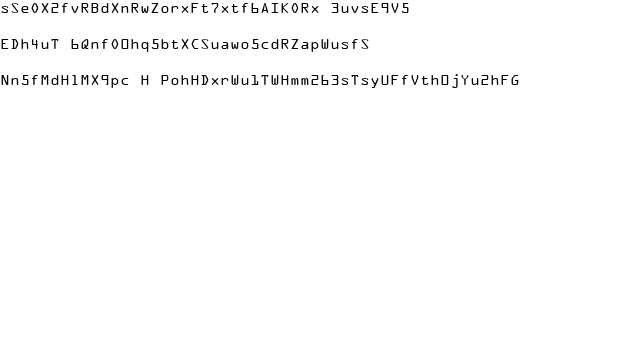 sSe0X2fvRBdXnRwZorxFt7xtf6AIK0Rx 3uvsE9V5
EDh4uT 6Qnf0Ohq5btXCSuawo5cdRZapWusfS
Nn5fMdH1MX9pc H PohHDxrWu1TWHmm263sTsyUFfVthOjYu2hFG